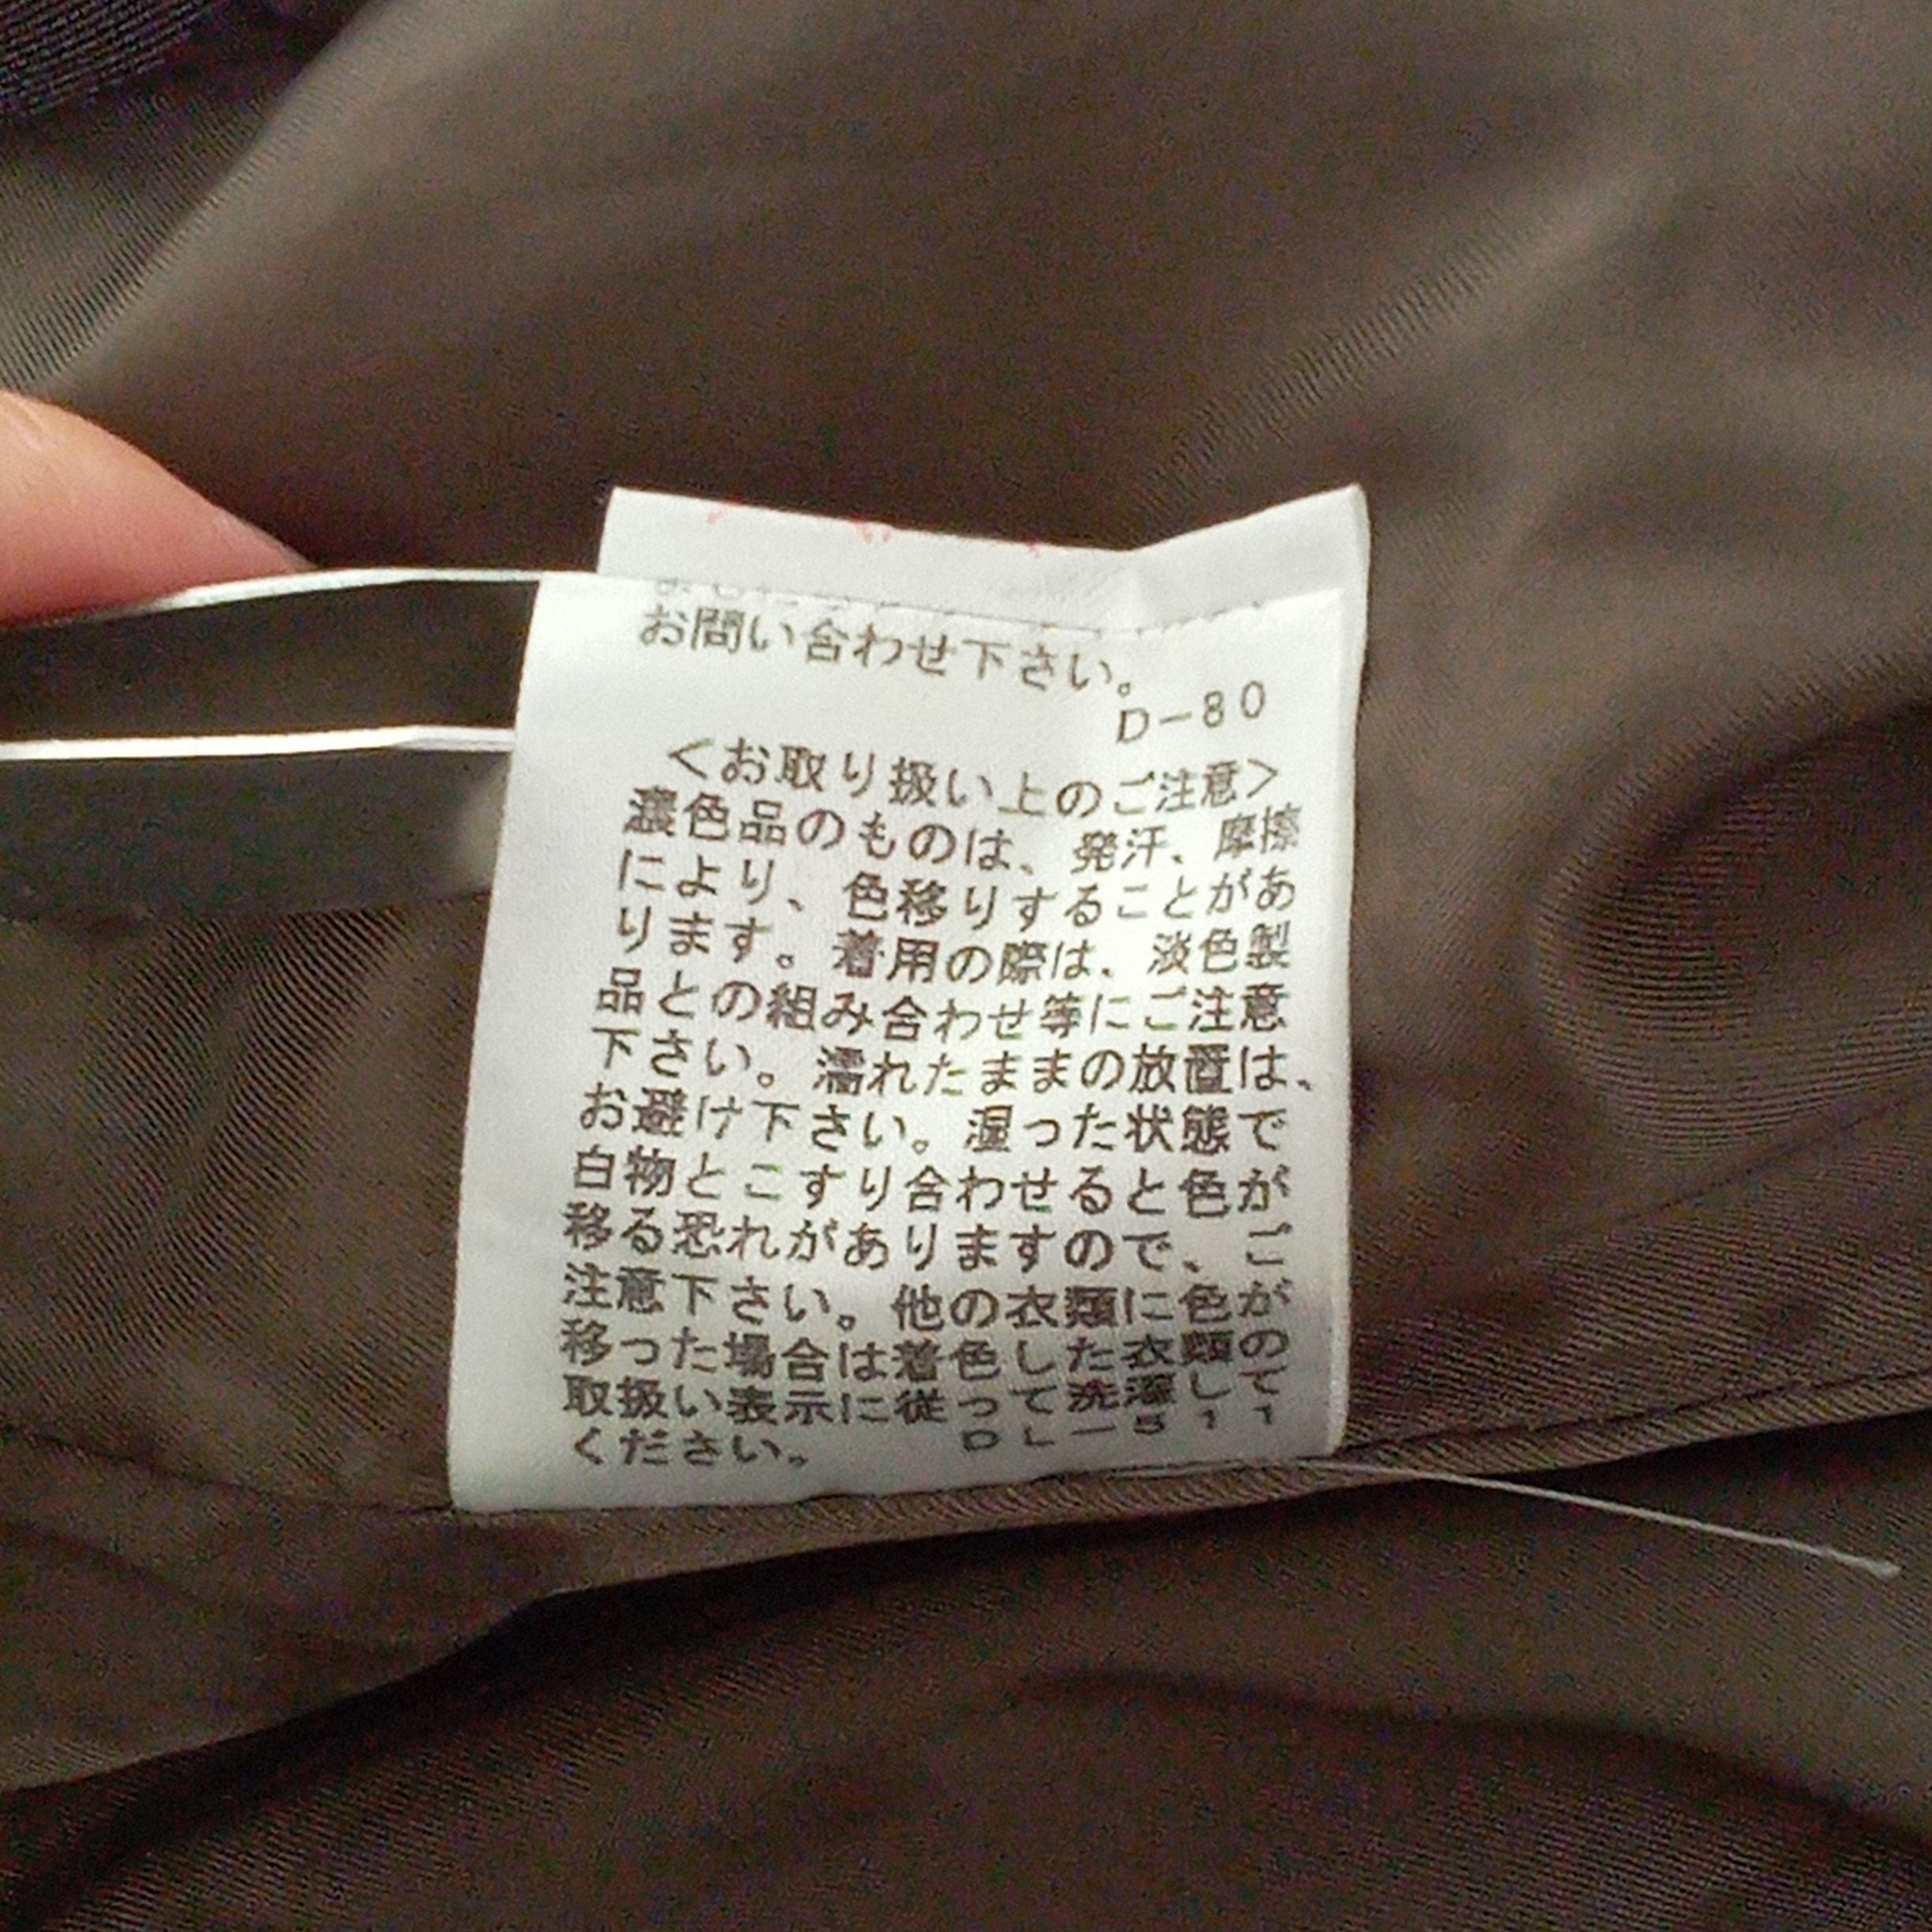 お問い合わせ下さい。
D－80
＜お取り扱い上のご注意＞
濃色品のものは、発汗、摩擦
により、色移りすることがあ
ります。着用の際は、淡色製
品との組み合わせ等にご注意
下さい。濡れたままの放置は、
お避け下さい。湿った状態で
白物とこすり合わせると色が
移る恐れがありますので、ご
注意下さい。他の衣類に色が
移った場合は着色した衣類の
取扱い表示に従って洗濯して
ください。　　DL－511